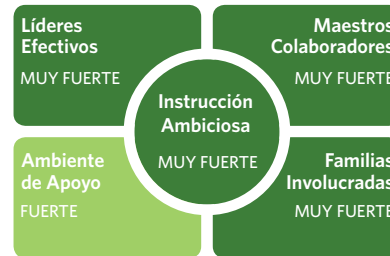 Líderes
Efectivos
MUY FUERTE
Maestros
Colaboradores
MUY FUERTE
Instrucción
Ambiciosa
MUY FUERTE
Ambiente
de Apoyo
FUERTE
Familias
Involucradas
MUY FUERTE